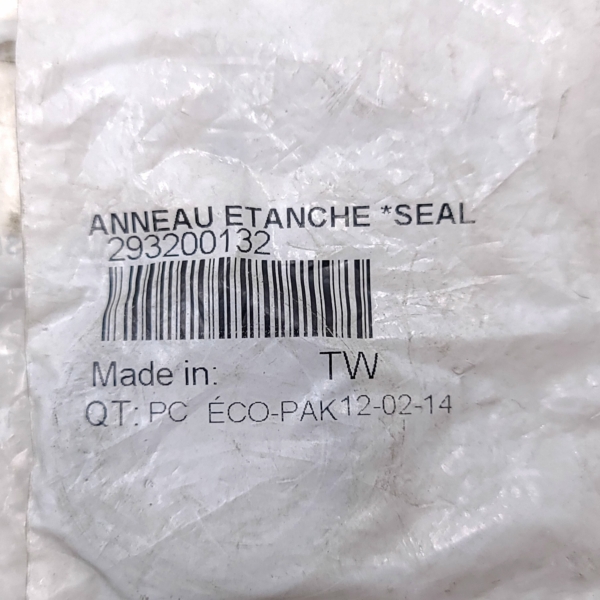 ANNEAU ETANCHE *SEAL
293200132
Made in: TW
QT: PC ÉCO-PAK 12-02-14